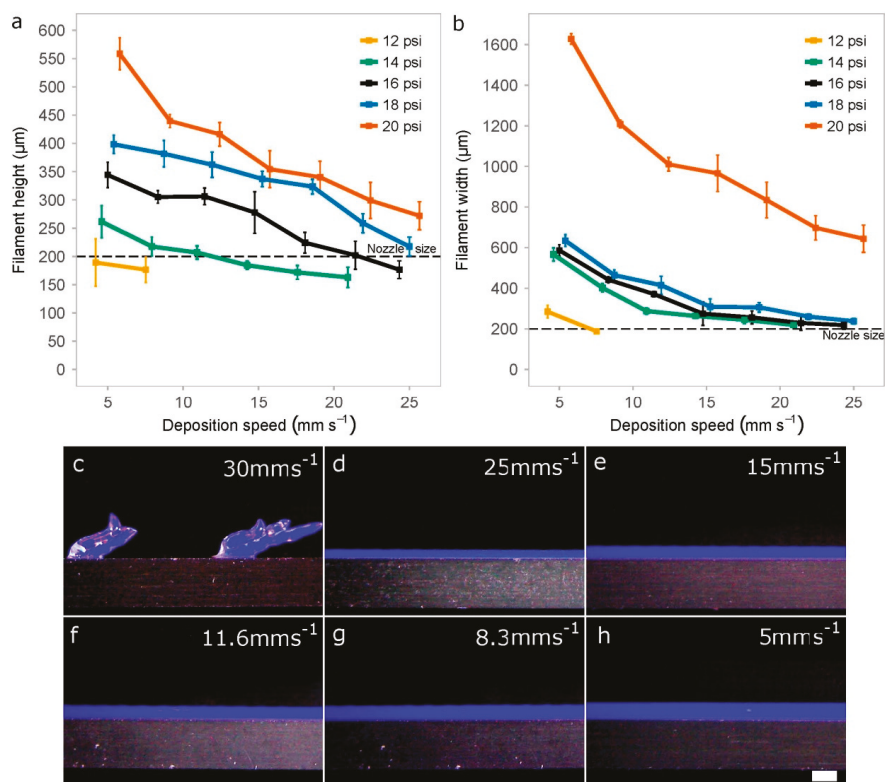 a
600
550
500
450
400
350
300
250
200
150
100
50
0
Filament height (µm)
12 psi
14 psi
16 psi
18 psi
20 psi
Nozzle size
5
10
15
20
25
Deposition speed (mm s⁻¹)
b
1600
1400
1200
1000
800
600
400
200
0
Filament width (µm)
12 psi
14 psi
16 psi
18 psi
20 psi
Nozzle size
5
10
15
20
25
Deposition speed (mm s⁻¹)
c
30mms⁻¹
d
25mms⁻¹
e
15mms⁻¹
f
11.6mms⁻¹
g
8.3mms⁻¹
h
5mms⁻¹